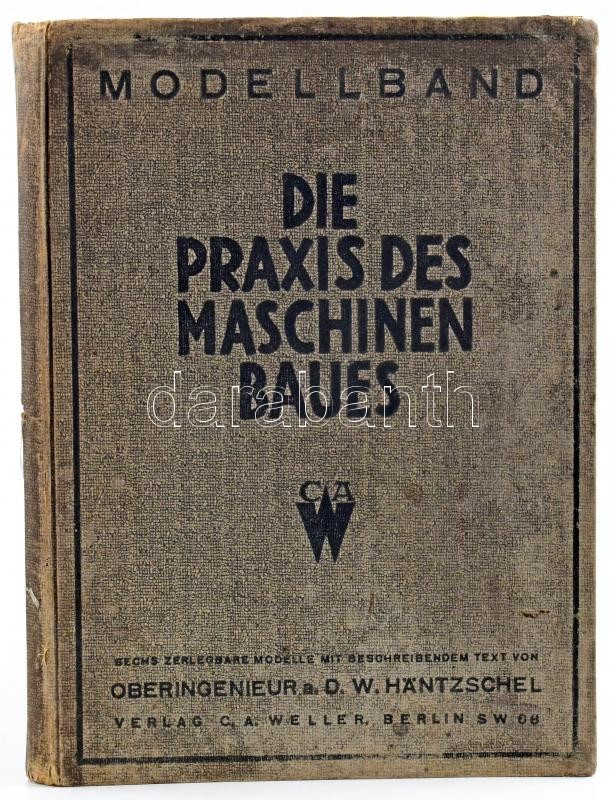 MODELLBAND
DIE
PRAXIS DES
MASCHINEN
BAUES
darabanth
CA
W
SECHS ZERLEGBARE MODELLE MIT BESCHREIBENDEM TEXT VON
OBERINGENIEUR a. D. W. HÄNTZSCHEL
VERLAG C. A. WELLER, BERLIN SW 68